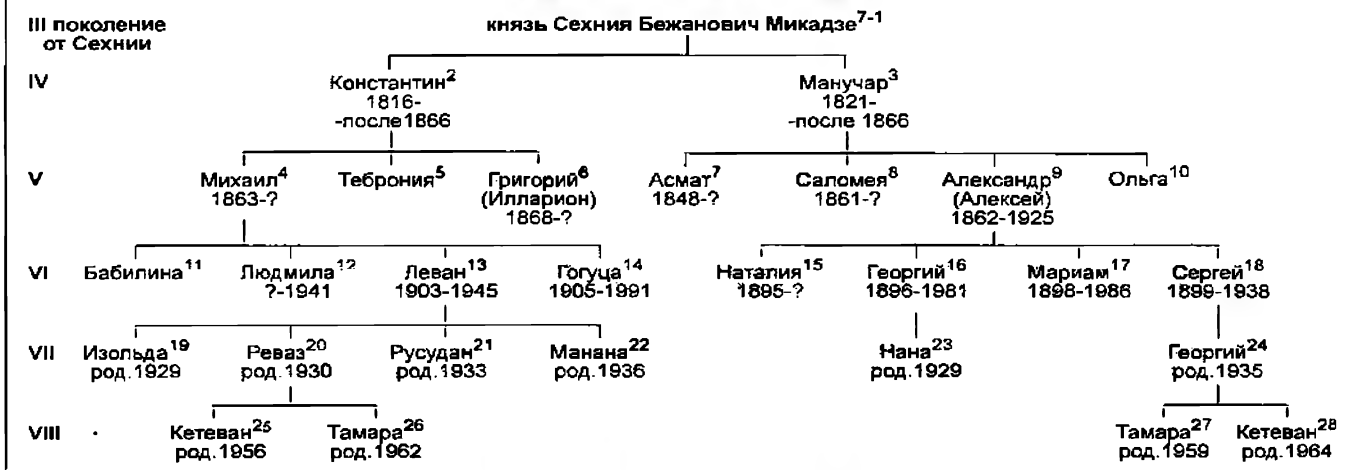 III поколение от Сехнии
князь Сехния Бежанович Микадзе7-1
IV
Константин2 1816- -после1866
Манучар3 1821- -после 1866
V
Михаил4 1863-?
Теброния5
Григорий6 (Илларион) 1868-?
Асмат7 1848-?
Саломея8 1861-?
Александр9 (Алексей) 1862-1925
Ольга10
VI
Бабилина11
Людмила12 ?-1941
Леван13 1903-1945
Гогуца14 1905-1991
Наталия15 1895-?
Георгий16 1896-1981
Мариам17 1898-1986
Сергей18 1899-1938
VII
Изольда19 род.1929
Реваз20 род.1930
Русудан21 род.1933
Манана22 род.1936
Нана23 род.1929
Георгий24 род.1935
VIII
Кетеван25 род.1956
Тамара26 род.1962
Тамара27 род.1959
Кетеван28 род.1964